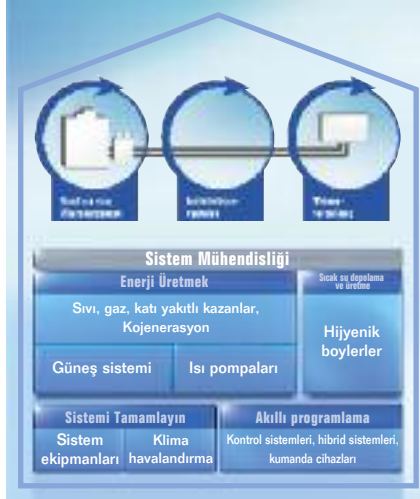 Sistem Mühendisliği
Enerji Üretmek
Sıvı, gaz, katı yakıtlı kazanlar,
Kojenerasyon
Güneş sistemi
Isı pompaları
Sıcak su depolama
ve üretme
Hijyenik
boylerler
Sistemi Tamamlayın
Sistem
ekipmanları
Klima
havalandırma
Akıllı programlama
Kontrol sistemleri, hibrid sistemleri,
kumanda cihazları